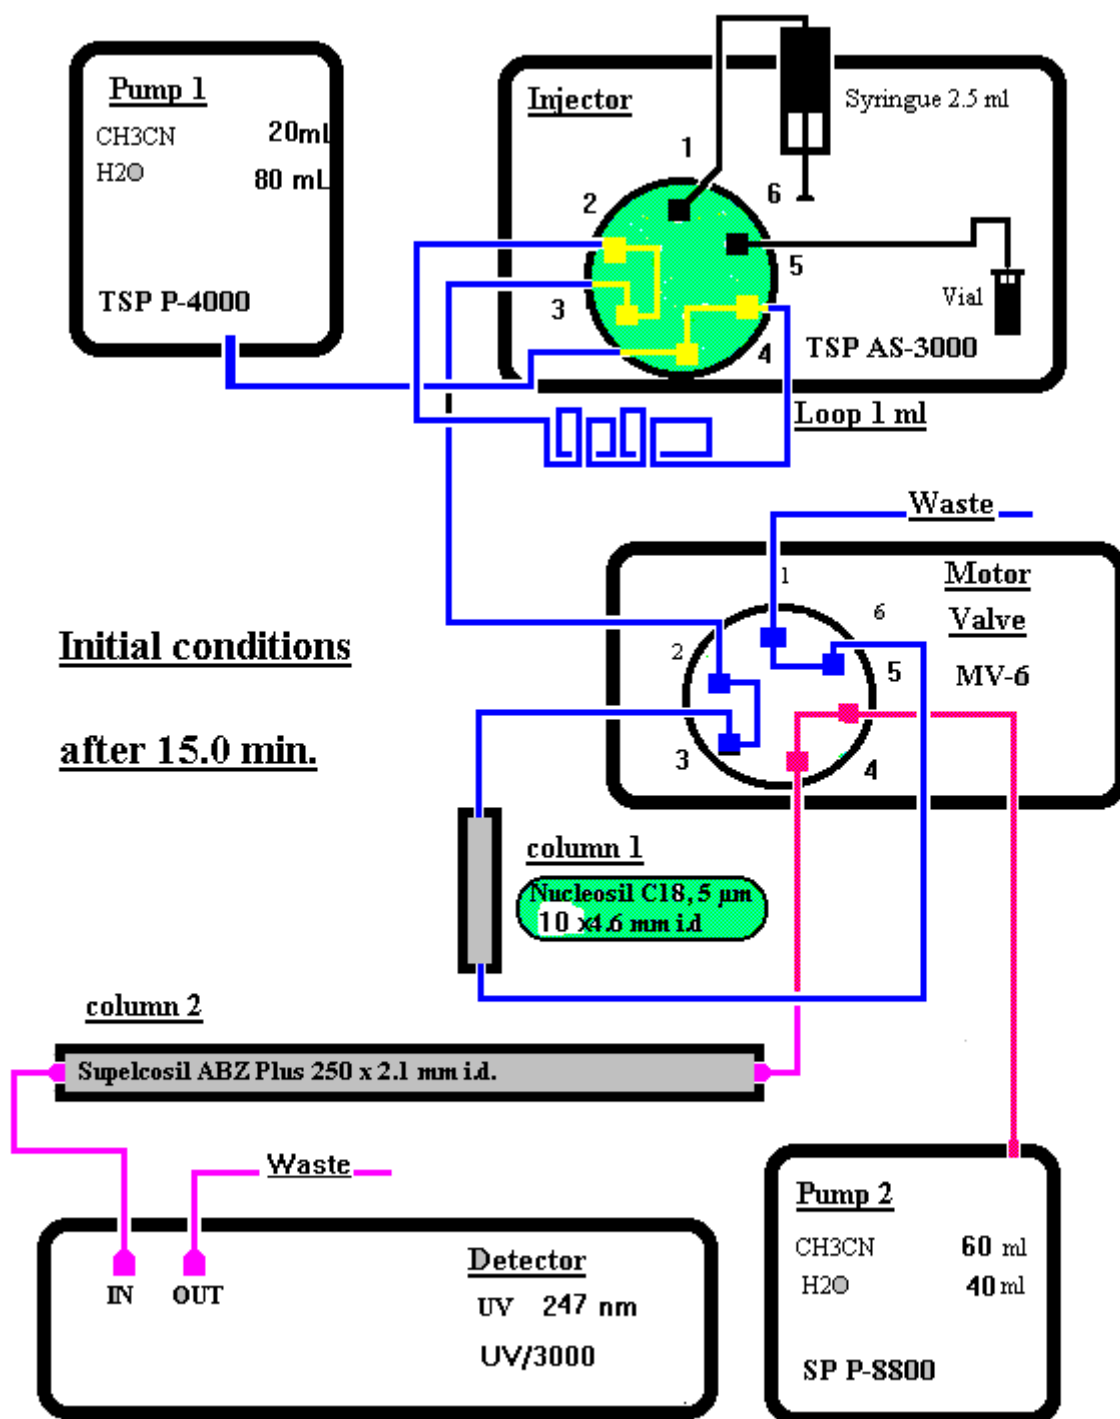 Pump 1
CH3CN 20mL
H2O 80 mL
TSP P-4000
Injector
Syringue 2.5 ml
1
2
6
3
5
4
Vial
TSP AS-3000
Loop 1 ml
Waste
Motor
Valve
MV-6
1
6
2
5
3
4
Initial conditions
after 15.0 min.
column 1
Nucleosil C18, 5 µm
10 x4.6 mm i.d
column 2
Supelcosil ABZ Plus 250 x 2.1 mm i.d.
Waste
IN OUT
Detector
UV 247 nm
UV/3000
Pump 2
CH3CN 60 ml
H2O 40 ml
SP P-8800